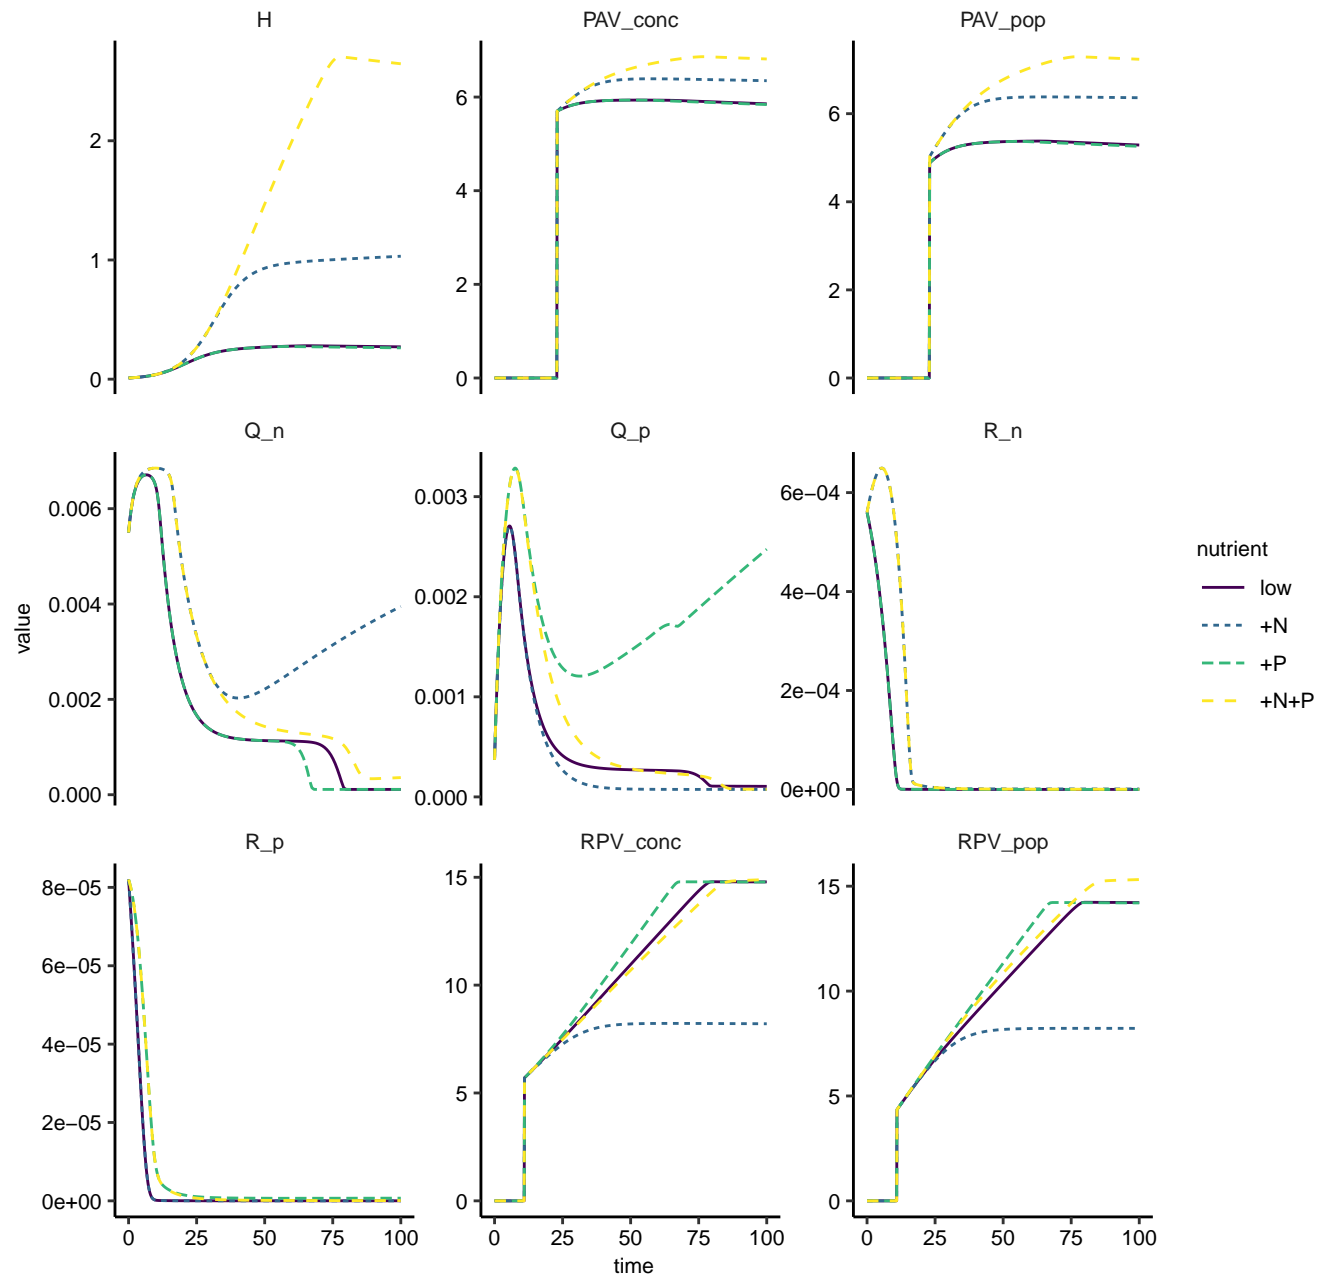 H
PAV_conc
PAV_pop
2
1
0
6
4
2
0
6
4
2
0
Q_n
Q_p
R_n
0.006
0.004
0.002
0.000
0.003
0.002
0.001
0.000
6e−04
4e−04
2e−04
0e+00
R_p
RPV_conc
RPV_pop
8e−05
6e−05
4e−05
2e−05
0e+00
15
10
5
0
15
10
5
0
0 25 50 75 100
0 25 50 75 100
0 25 50 75 100
time
value
nutrient
low
+N
+P
+N+P